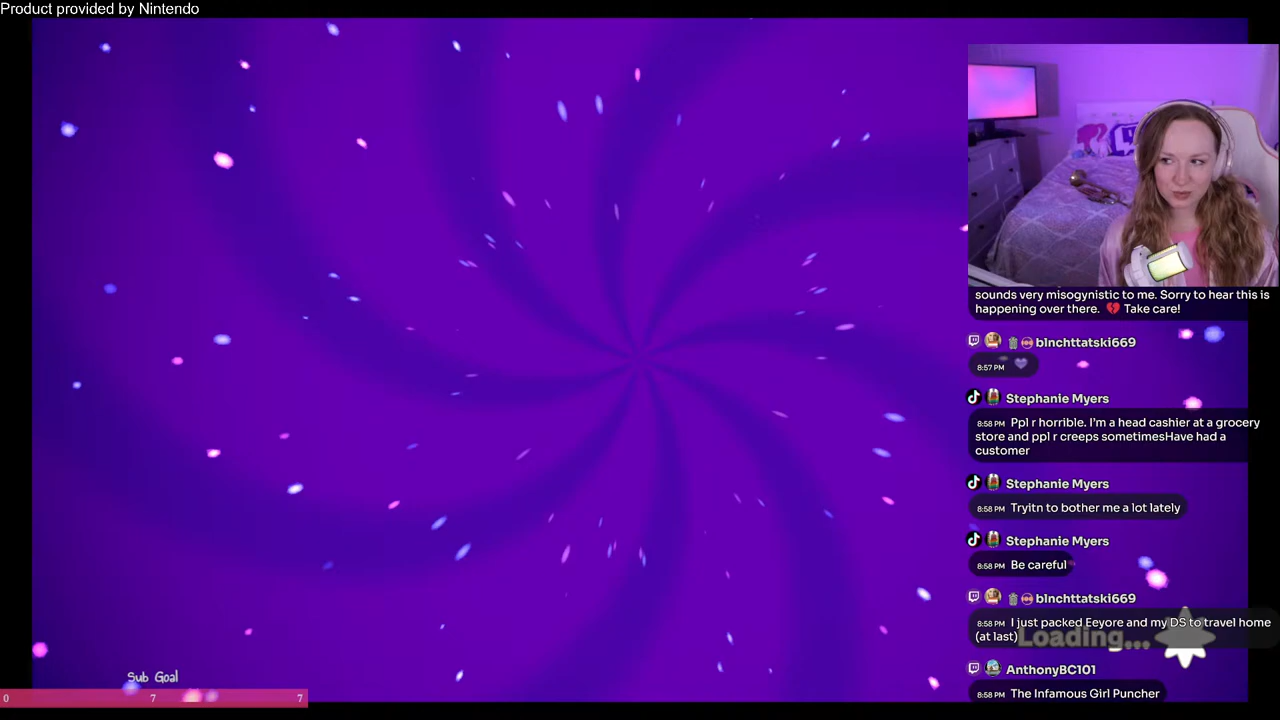 Product provided by Nintendo
sounds very misogynistic to me. Sorry to hear this is
happening over there. 💔 Take care!
blnchttatski669
8:57 PM 💜
Stephanie Myers
8:58 PM Ppl r horrible. I'm a head cashier at a grocery
store and ppl r creeps sometimesHave had a
customer
Stephanie Myers
8:58 PM Tryitn to bother me a lot lately
Stephanie Myers
8:58 PM Be careful
blnchttatski669
8:58 PM I just packed Eeyore and my DS to travel home
(at last)
Loading...
AnthonyBC101
8:58 PM The Infamous Girl Puncher
Sub Goal
0 7 7